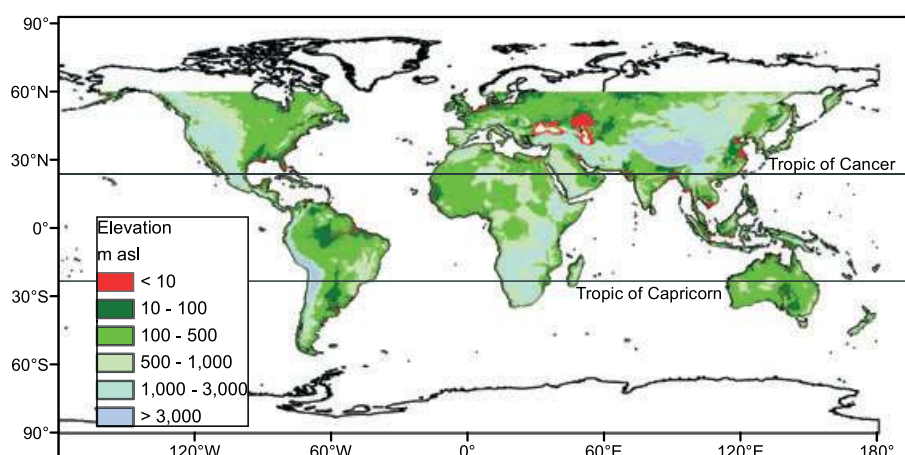 90°
60°N
30°N
0°
30°S
60°S
90°
Tropic of Cancer
Tropic of Capricorn
Elevation
m asl
< 10
10 - 100
100 - 500
500 - 1,000
1,000 - 3,000
> 3,000
120°W
60°W
0°
60°E
120°E
180°